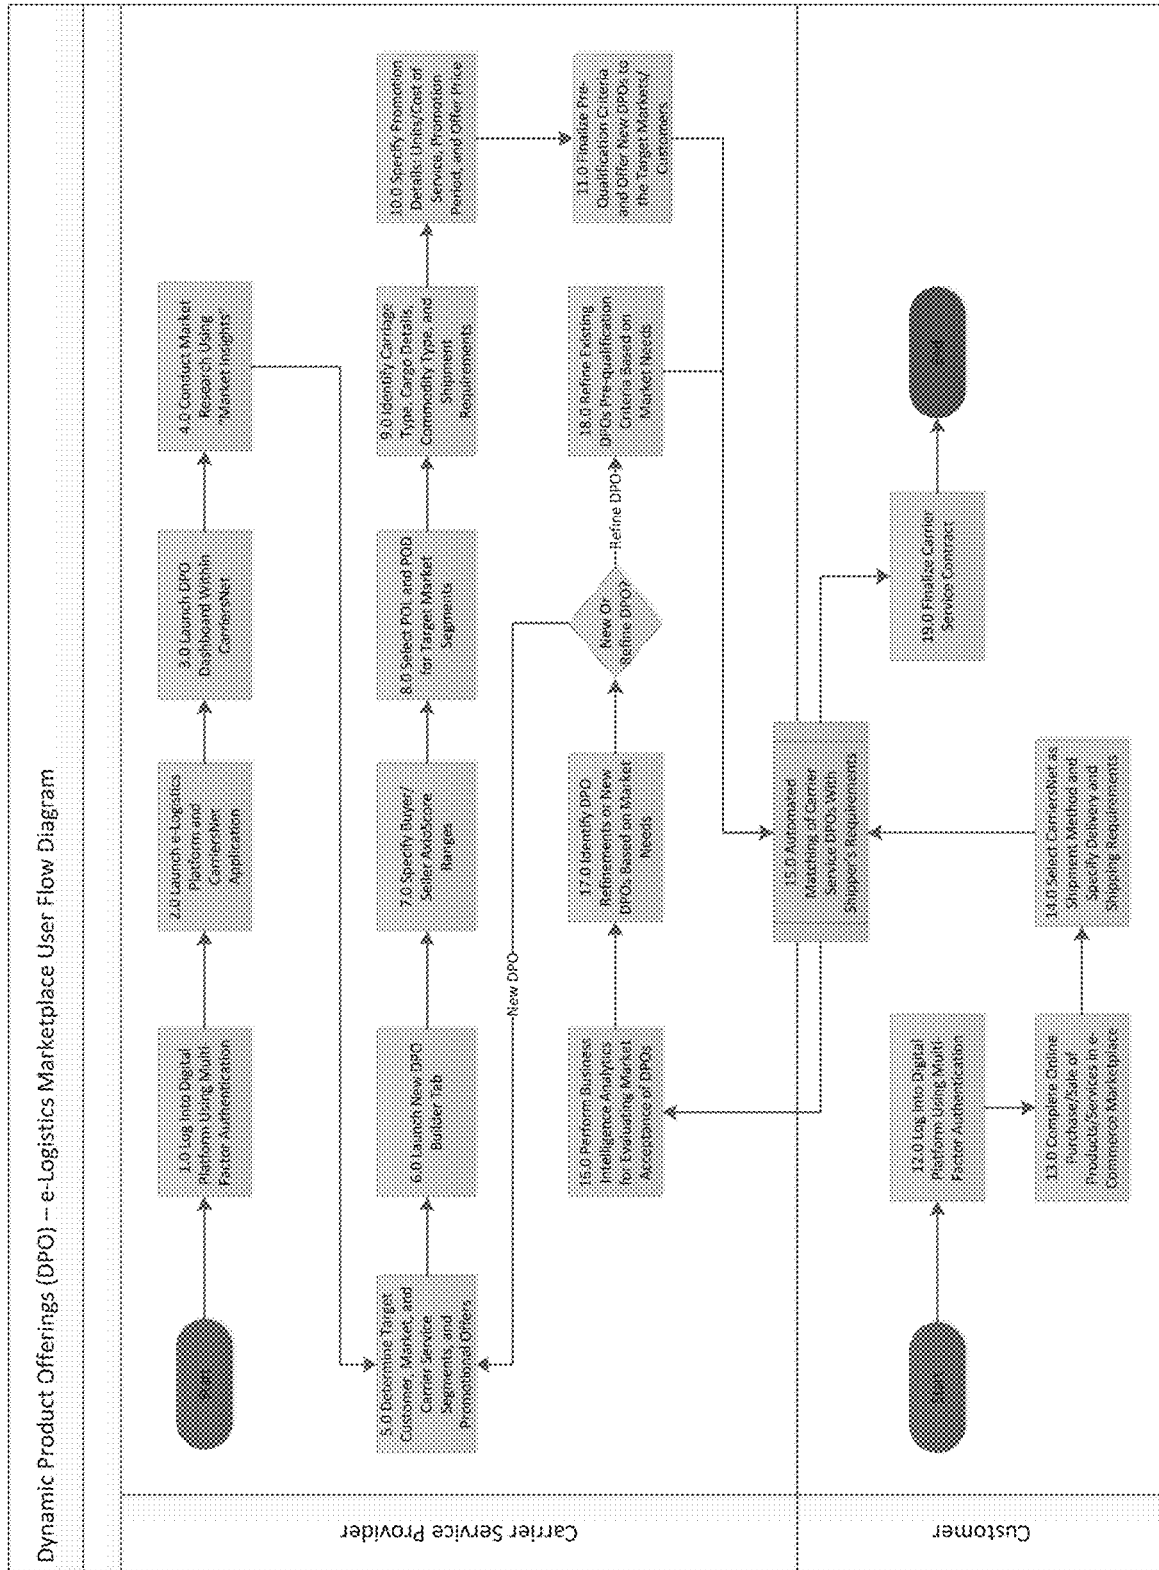 Dynamic Product Offerings (DPO) – e-Logistics Marketplace User Flow Diagram
Carrier Service Provider
1.0 Log Into Digital
Platform Using Multi-
Factor Authentication
2.0 Launch e-Logistics
Platform and
CarrierNet
Application
3.0 Launch DPO
Dashboard Within
CarriersNet
4.0 Conduct Market
Research Using
"Market Insights
5.0 Determine Target
Customer, Market, and
Carrier Service
Segments, and
Promotional Offers
6.0 Launch New DPO
Builder Tab
7.0 Specify Buyer/
Seller
Ranges
8.0 Select POL and POD
for Target Market
Segments
9.0 Identify Carriage
Type, Cargo Details,
Commodity Type, and
Shipment
Requirements
10.0 Specify Promotion
Details: Units/Cost of
Service, Promotion
Period, and Offer Price
New DPO
16.0 Perform Business
Intelligence Analytics
for Evaluating Market
Acceptance of DPOs
17.0 Identify DPO
Refinements or New
DPOs Based on Market
Needs
New Or
Refine DPO?
Refine DPO
18.0 Refine Existing
DPOs Pre-qualification
Criteria Based on
Market Needs
11.0 Finalize Pre-
Qualification Criteria
and Offer New DPOs to
the Target Markets/
Customers
15.0 Automated
Matching of Carrier
Service DPOs With
Shipper's Requirements
Customer
12.0 Log Into Digital
Platform Using Multi-
Factor Authentication
19.0 Finalize Carrier
Service Contract
13.0 Complete Online
Purchase/Sale of
Products/Services in e-
Commerce Marketplace
14.0 Select CarriersNet as
Shipment Method and
Specify Delivery and
Shipping Requirements